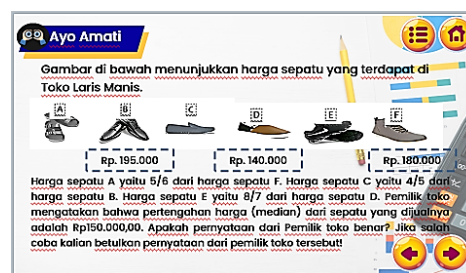 Ayo Amati
Gambar di bawah menunjukkan harga sepatu yang terdapat di
Toko Laris Manis.
A B C D E F
Rp. 195.000 Rp. 140.000 Rp. 180.000
Harga sepatu A yaitu 5/6 dari harga sepatu F. Harga sepatu C yaitu 4/5 dari
harga sepatu B. Harga sepatu E yaitu 8/7 dari harga sepatu D. Pemilik toko
mengatakan bahwa pertengahan harga (median) dari sepatu yang dijualnya
adalah Rp150.000,00. Apakah pernyataan dari Pemilik toko benar? Jika salah
coba kalian betulkan pernyataan dari pemilik toko tersebut!